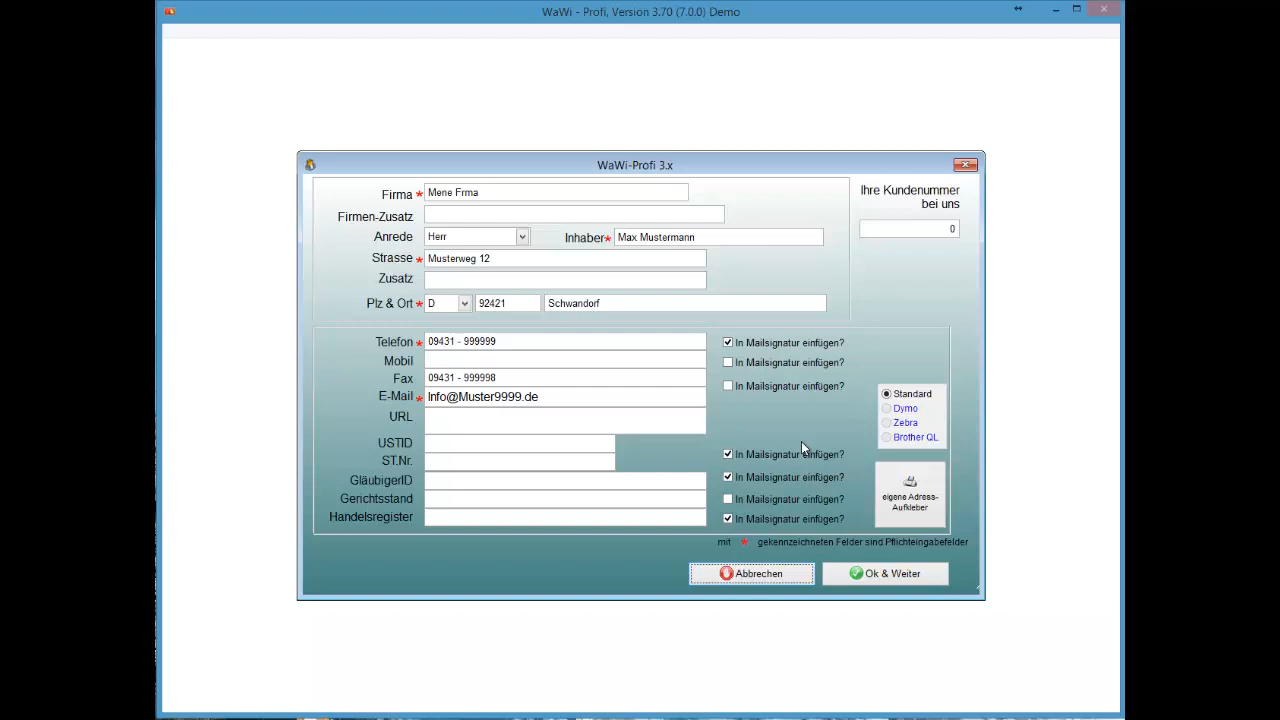 WaWi - Profi, Version 3.70 (7.0.0) Demo
WaWi-Profi 3.x
Firma * Mene Frma
Ihre Kundenummer
bei uns
Firmen-Zusatz
0
Anrede Herr Inhaber* Max Mustermann
Strasse * Musterweg 12
Zusatz
Plz & Ort * D 92421 Schwandorf
Telefon * 09431 - 999999 In Mailsignatur einfügen?
Mobil In Mailsignatur einfügen?
Fax 09431 - 999998 In Mailsignatur einfügen?
E-Mail * Info@Muster9999.de
Standard
Dymo
Zebra
Brother QL
URL
USTID
In Mailsignatur einfügen?
ST.Nr.
GläubigerID In Mailsignatur einfügen?
Gerichtsstand In Mailsignatur einfügen?
Handelsregister In Mailsignatur einfügen?
eigene Adress-
Aufkleber
mit * gekennzeichneten Felder sind Pflichteingabefelder
Abbrechen Ok & Weiter